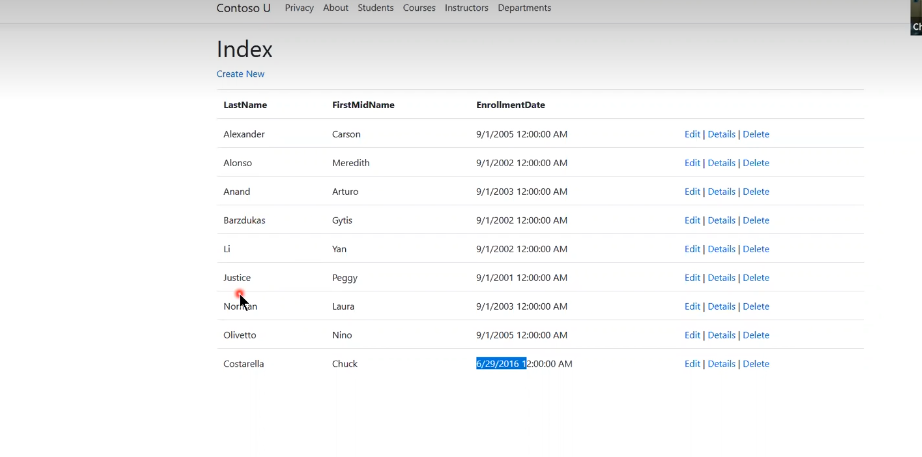 Contoso U Privacy About Students Courses Instructors Departments
Ch
Index
Create New
LastName FirstMidName EnrollmentDate
Alexander Carson 9/1/2005 12:00:00 AM Edit | Details | Delete
Alonso Meredith 9/1/2002 12:00:00 AM Edit | Details | Delete
Anand Arturo 9/1/2003 12:00:00 AM Edit | Details | Delete
Barzdukas Gytis 9/1/2002 12:00:00 AM Edit | Details | Delete
Li Yan 9/1/2002 12:00:00 AM Edit | Details | Delete
Justice Peggy 9/1/2001 12:00:00 AM Edit | Details | Delete
Norman Laura 9/1/2003 12:00:00 AM Edit | Details | Delete
Olivetto Nino 9/1/2005 12:00:00 AM Edit | Details | Delete
Costarella Chuck 6/29/2016 12:00:00 AM Edit | Details | Delete